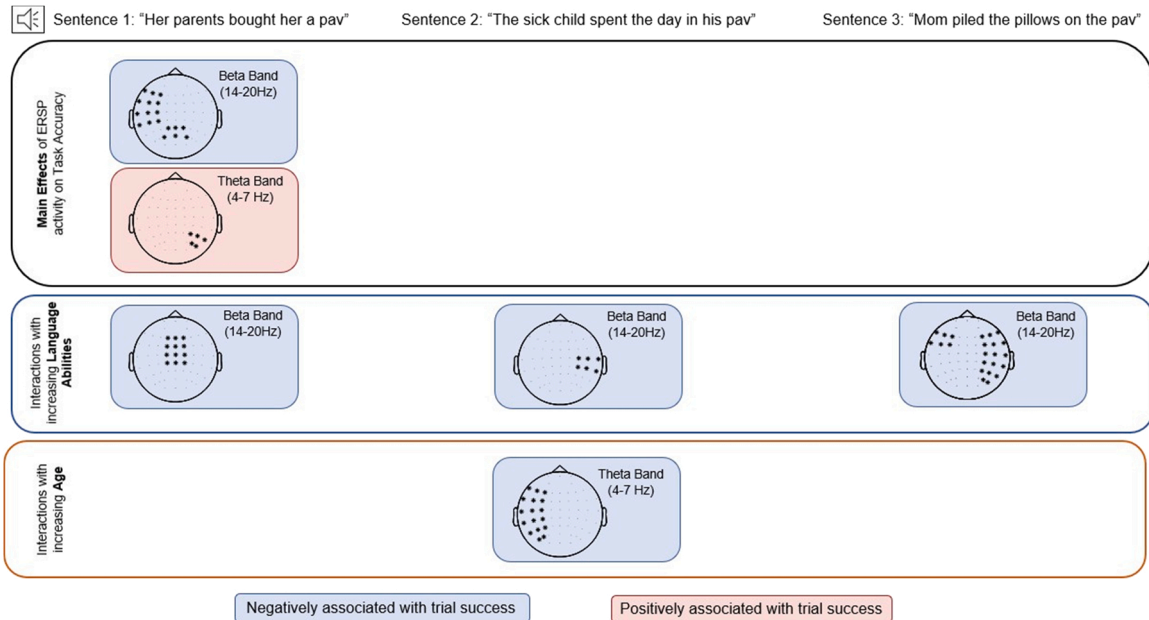 Sentence 1: “Her parents bought her a pav”
Sentence 2: “The sick child spent the day in his pav”
Sentence 3: “Mom piled the pillows on the pav”
Main Effects of ERSP
activity on Task Accuracy
Beta Band
(14-20Hz)
Theta Band
(4-7 Hz)
Interactions with
increasing Language
Abilities
Beta Band
(14-20Hz)
Beta Band
(14-20Hz)
Beta Band
(14-20Hz)
Interactions with
increasing Age
Theta Band
(4-7 Hz)
Negatively associated with trial success
Positively associated with trial success